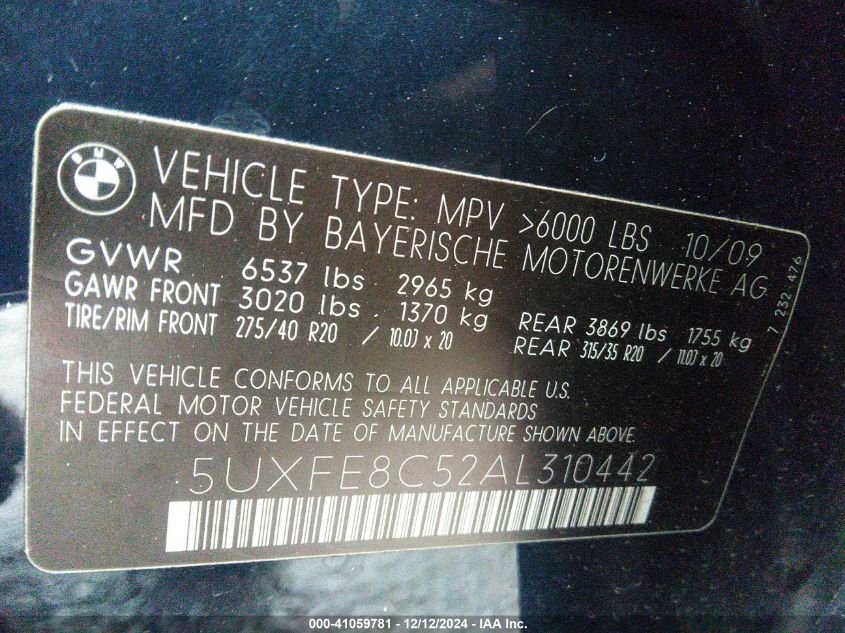 BMW
VEHICLE TYPE: MPV >6000 LBS 10/09
MFD BY BAYERISCHE MOTORENWERKE AG
GVWR 6537 lbs 2965 kg
GAWR FRONT 3020 lbs 1370 kg REAR 3869 lbs 1755 kg
TIRE/RIM FRONT 275/40 R20 / 10.0J x 20 REAR 315/35 R20 / 11.0J x 20
7 232 476
THIS VEHICLE CONFORMS TO ALL APPLICABLE U.S.
FEDERAL MOTOR VEHICLE SAFETY STANDARDS
IN EFFECT ON THE DATE OF MANUFACTURE SHOWN ABOVE.
5UXFE8C52AL310442
000-41059781 - 12/12/2024 - IAA Inc.